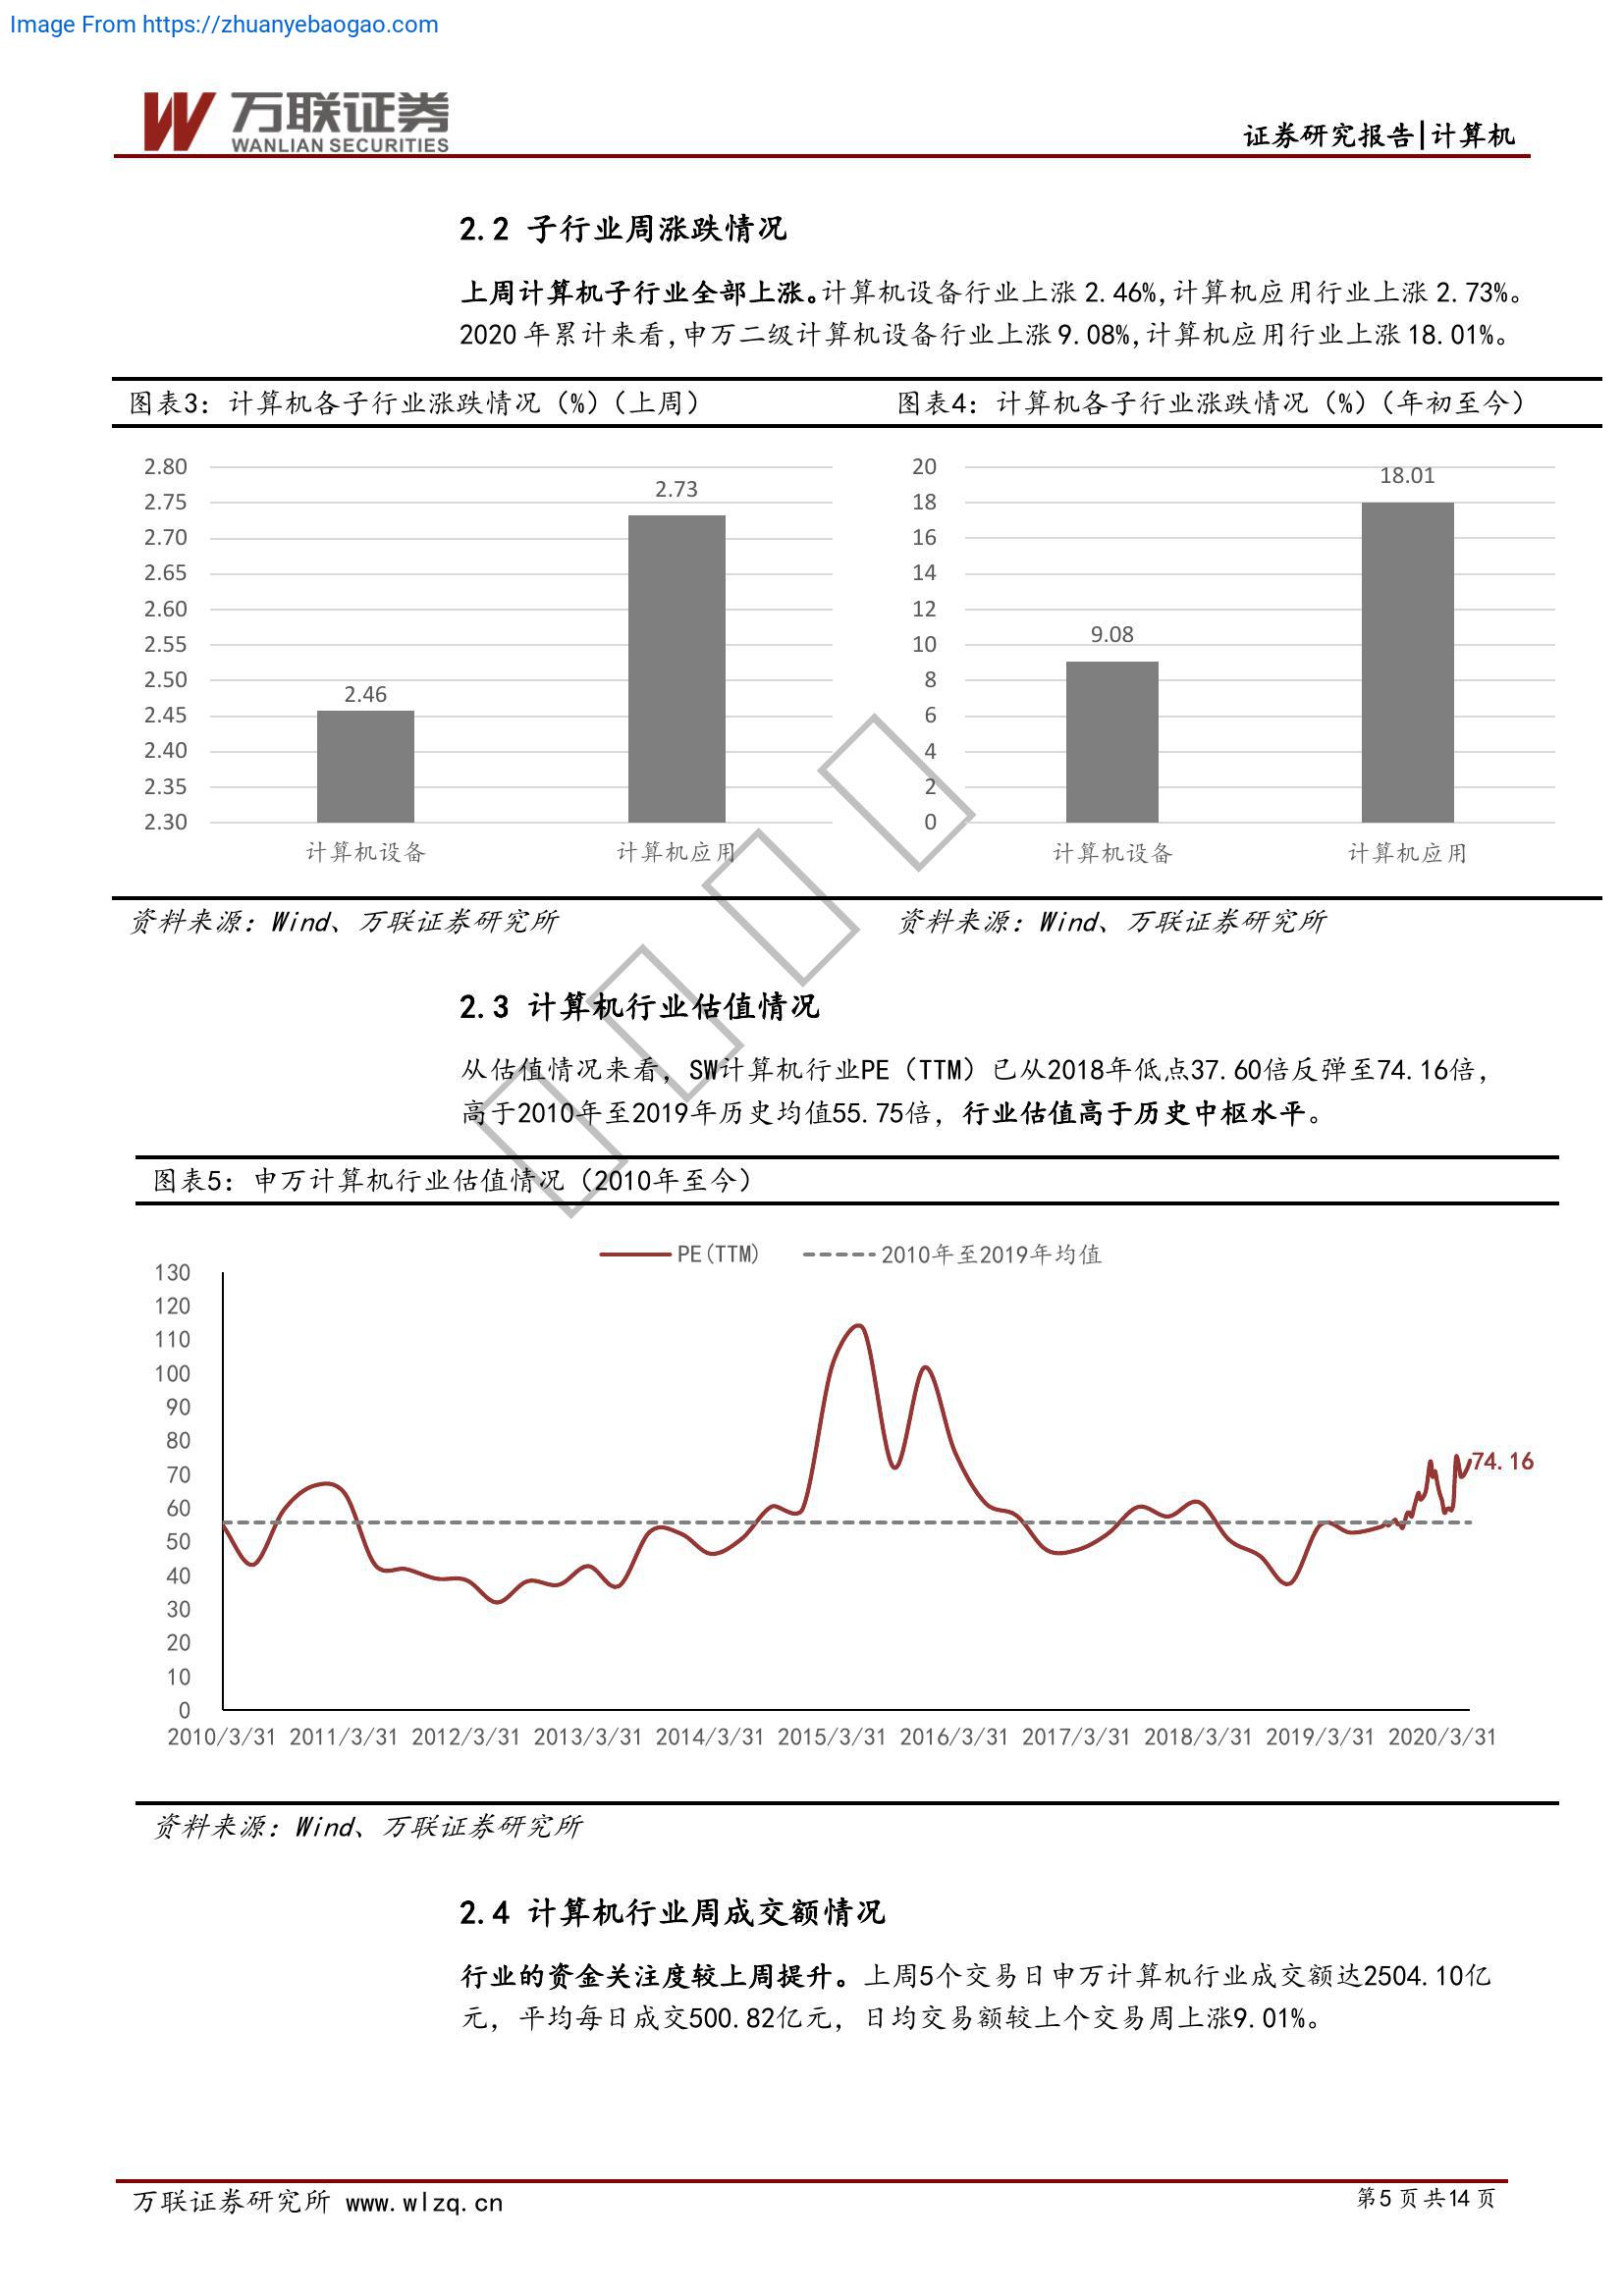 Image From https://zhuanyebaogao.com
万联证券
WANLIAN SECURITIES
证券研究报告|计算机
2.2 子行业周涨跌情况
上周计算机子行业全部上涨。计算机设备行业上涨 2.46%,计算机应用行业上涨 2.73%。
2020 年累计来看,申万二级计算机设备行业上涨 9.08%,计算机应用行业上涨 18.01%。
图表3：计算机各子行业涨跌情况（%）（上周）
2.80
2.75
2.70
2.65
2.60
2.55
2.50
2.45
2.40
2.35
2.30
2.46
2.73
计算机设备
计算机应用
资料来源：Wind、万联证券研究所
图表4：计算机各子行业涨跌情况（%）（年初至今）
20
18
16
14
12
10
8
6
4
2
0
9.08
18.01
计算机设备
计算机应用
资料来源：Wind、万联证券研究所
2.3 计算机行业估值情况
从估值情况来看，SW计算机行业PE（TTM）已从2018年低点37.60倍反弹至74.16倍，
高于2010年至2019年历史均值55.75倍，行业估值高于历史中枢水平。
图表5：申万计算机行业估值情况（2010年至今）
PE(TTM)
2010年至2019年均值
130
120
110
100
90
80
70
60
50
40
30
20
10
0
74.16
2010/3/31 2011/3/31 2012/3/31 2013/3/31 2014/3/31 2015/3/31 2016/3/31 2017/3/31 2018/3/31 2019/3/31 2020/3/31
资料来源：Wind、万联证券研究所
2.4 计算机行业周成交额情况
行业的资金关注度较上周提升。上周5个交易日申万计算机行业成交额达2504.10亿
元，平均每日成交500.82亿元，日均交易额较上个交易周上涨9.01%。
万联证券研究所 www.wlzq.cn
第5 页 共14 页